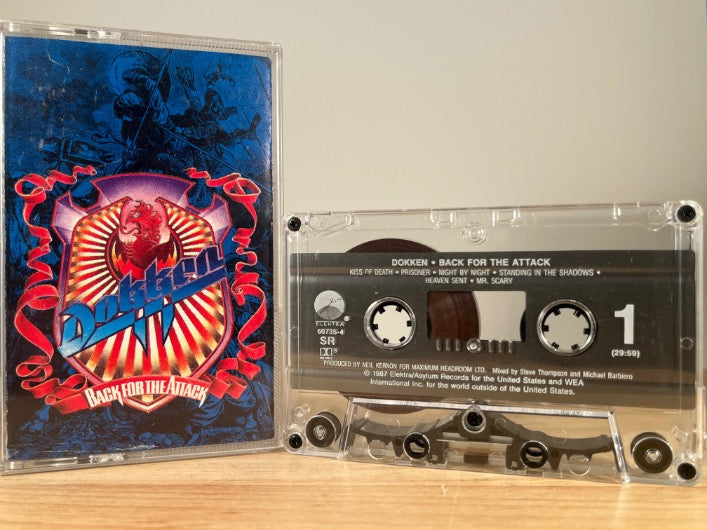 Dokken
BACK FOR THE ATTACK
DOKKEN • BACK FOR THE ATTACK
KISS OF DEATH • PRISONER • NIGHT BY NIGHT • STANDING IN THE SHADOWS •
HEAVEN SENT • MR. SCARY
ELEKTRA
60735-4
SR
1
(29:59)
PRODUCED BY NEIL KERNON FOR MAXIMUM HEADROOM LTD. Mixed by Steve Thompson and Michael Barbiero
℗ 1987 Elektra/Asylum Records for the United States and WEA
International Inc. for the world outside of the United States.